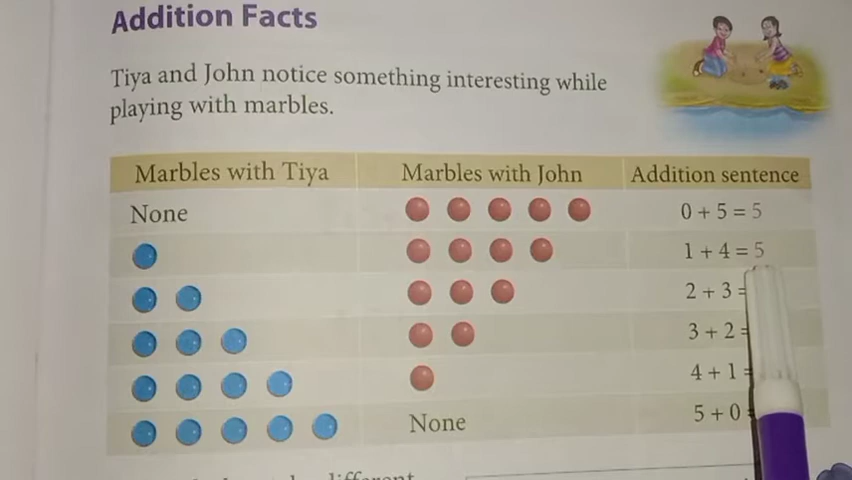 Addition Facts
Tiya and John notice something interesting while
playing with marbles.
Marbles with Tiya Marbles with John Addition sentence
None 0 + 5 = 5
1 + 4 = 5
2 + 3 =
3 + 2 =
4 + 1 =
5 + 0
None
different